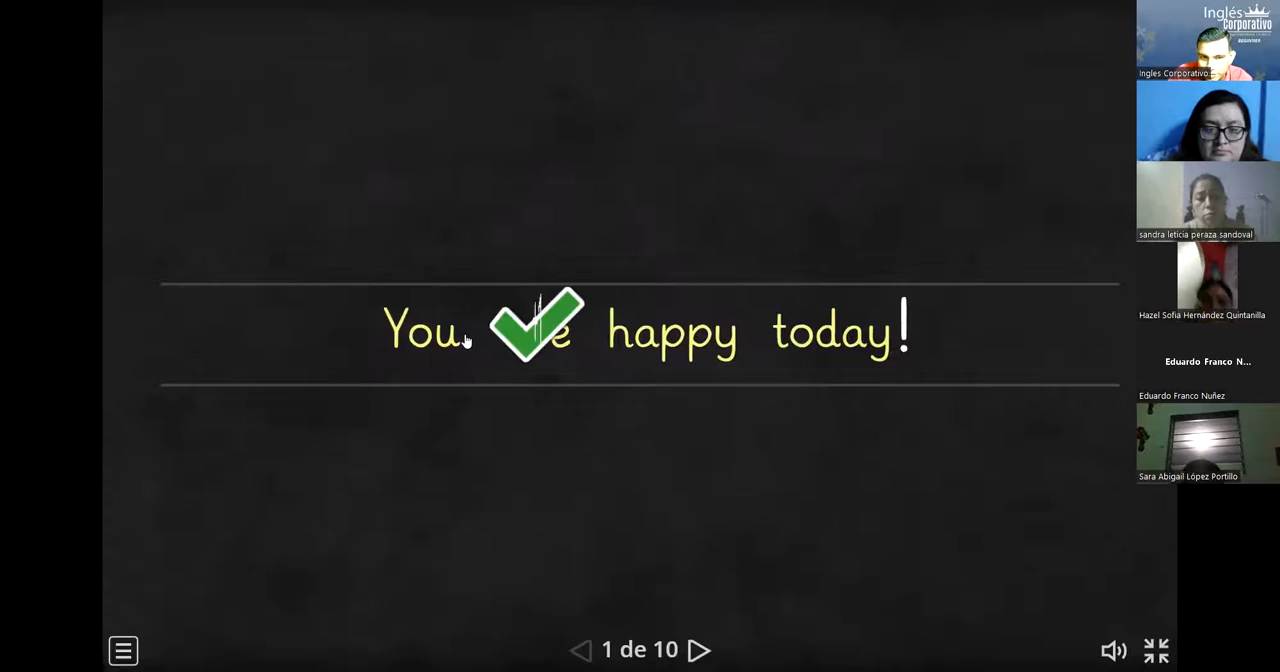 Inglés
Corporativo
BEGINNER
Ingles Corporativo
sandra leticia peraza sandoval
Hazel Sofia Hernández Quintanilla
Eduardo Franco N...
Eduardo Franco Nuñez
Sara Abigail López Portillo
You happy today!
1 de 10